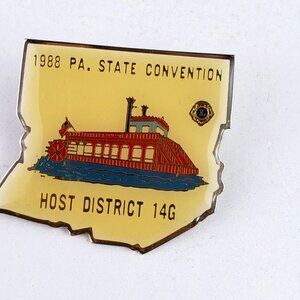 1988 PA. STATE CONVENTION
HOST DISTRICT 14G